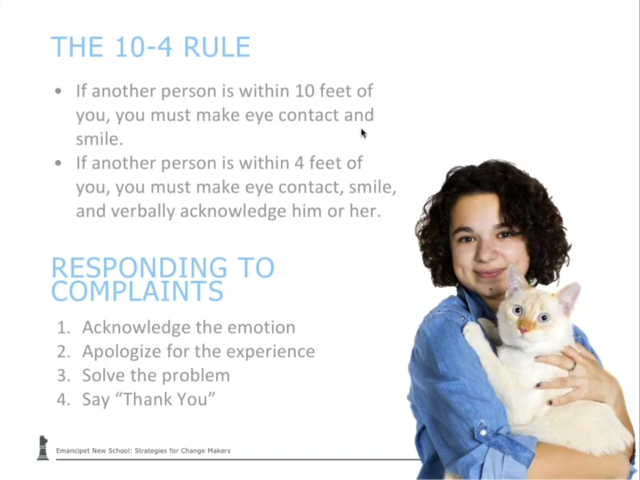 THE 10-4 RULE
• If another person is within 10 feet of
you, you must make eye contact and
smile.
• If another person is within 4 feet of
you, you must make eye contact, smile,
and verbally acknowledge him or her.
RESPONDING TO
COMPLAINTS
1. Acknowledge the emotion
2. Apologize for the experience
3. Solve the problem
4. Say “Thank You”
Emancipet New School: Strategies for Change Makers